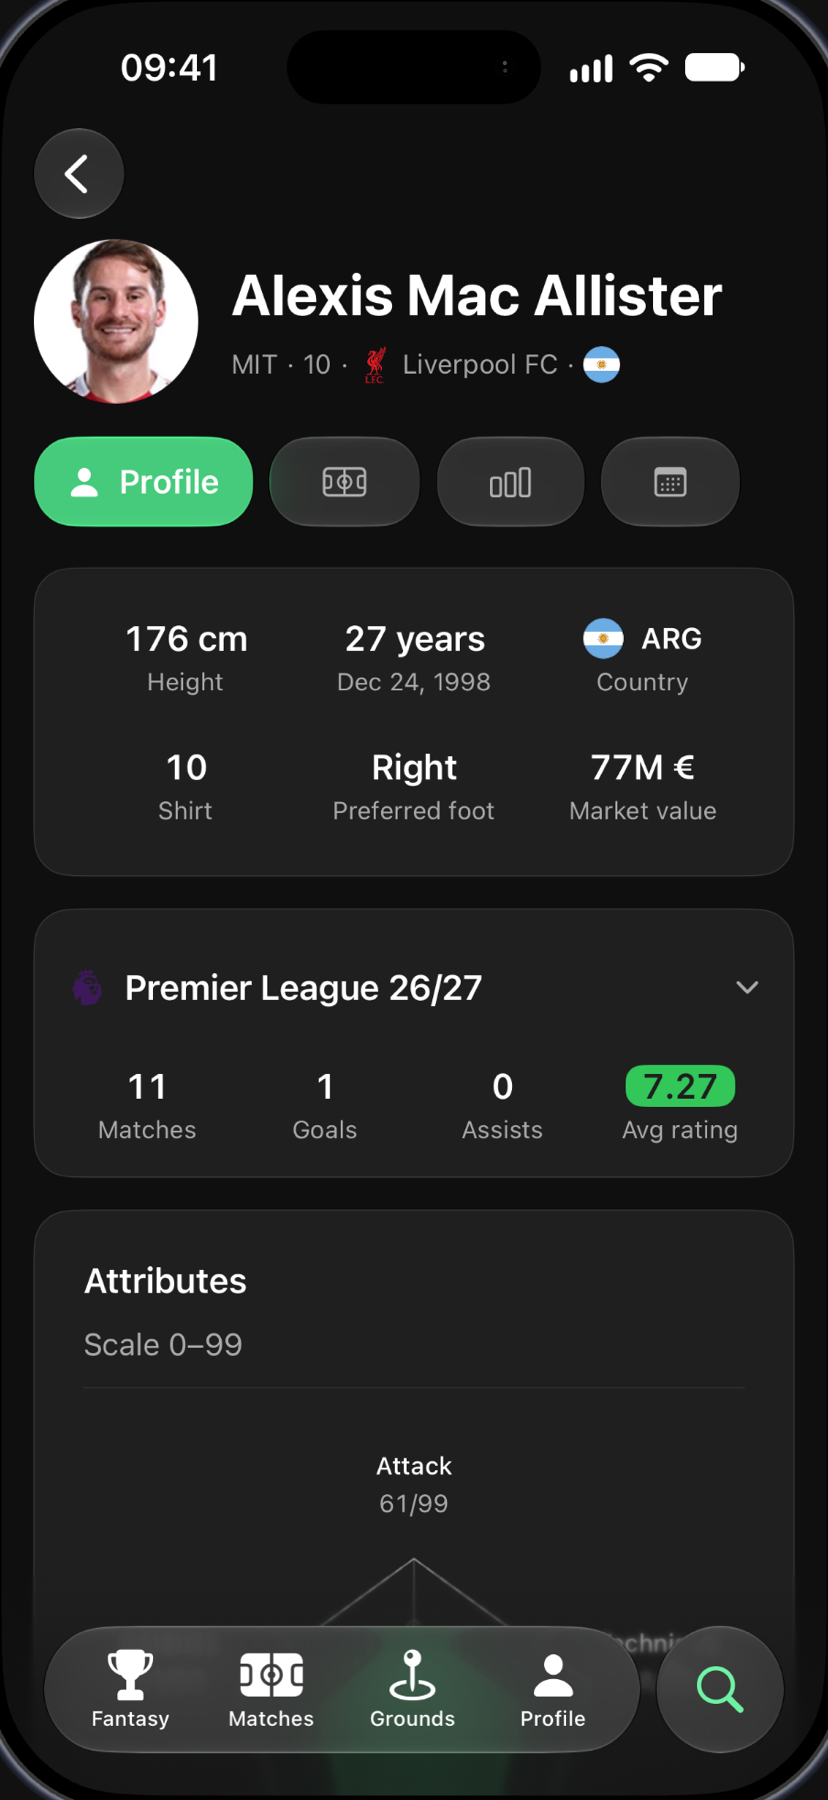 09:41
Alexis Mac Allister
MIT · 10 · L.F.C. Liverpool FC ·
Profile
176 cm 27 years ARG
Height Dec 24, 1998 Country
10 Right 77M €
Shirt Preferred foot Market value
Premier League 26/27
11 1 0 7.27
Matches Goals Assists Avg rating
Attributes
Scale 0–99
Attack
61/99
Fantasy Matches Grounds Profile